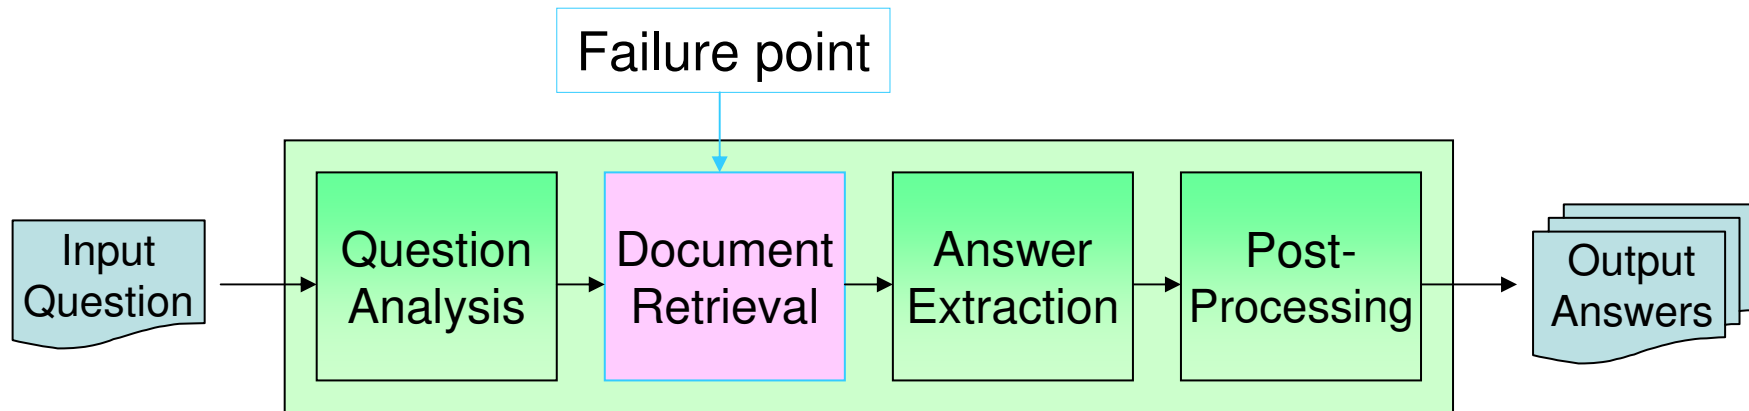 Failure point
Input
Question
Question
Analysis
Document
Retrieval
Answer
Extraction
Post-
Processing
Output
Answers